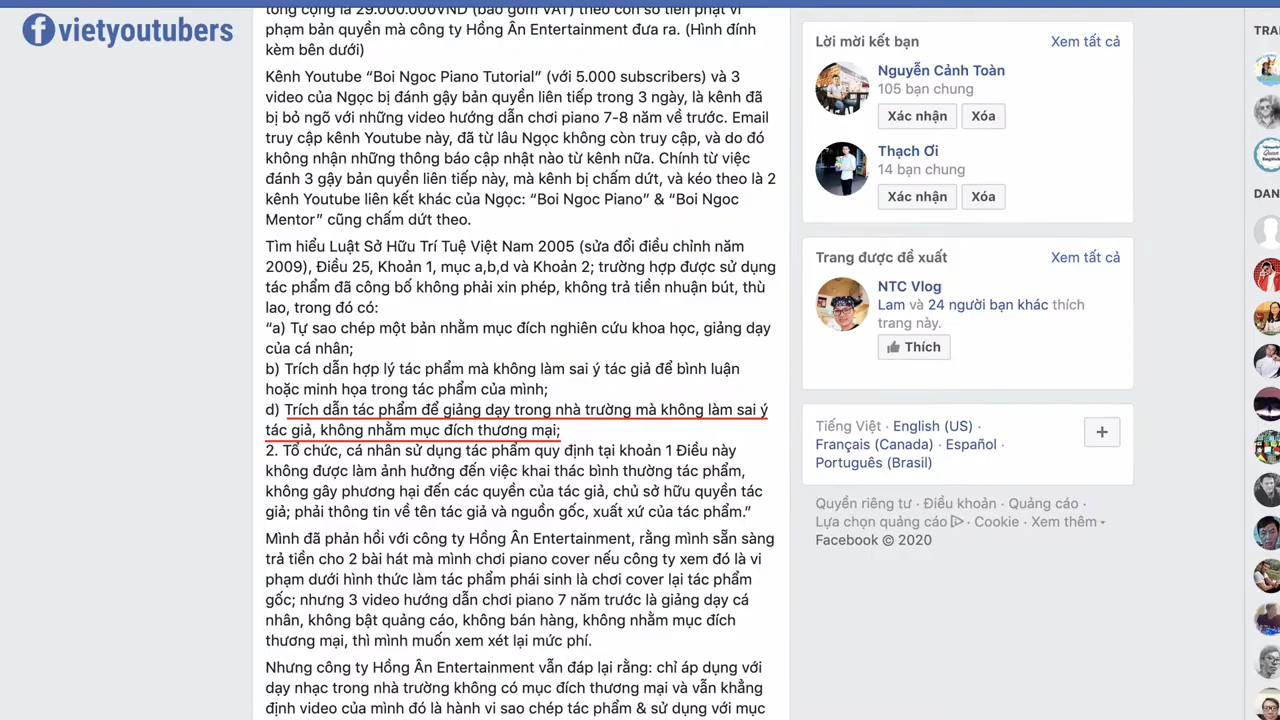 vietyoutubers
tổng cộng là 29.000.000VND (bao gồm VAT) theo con số tiền phạt vi
phạm bản quyền mà công ty Hồng Ân Entertainment đưa ra. (Hình đính
kèm bên dưới)
Kênh Youtube “Boi Ngoc Piano Tutorial” (với 5.000 subscribers) và 3
video của Ngọc bị đánh gậy bản quyền liên tiếp trong 3 ngày, là kênh đã
bị bỏ ngõ với những video hướng dẫn chơi piano 7-8 năm về trước. Email
truy cập kênh Youtube này, đã từ lâu Ngọc không còn truy cập, và do đó
không nhận những thông báo cập nhật nào từ kênh nữa. Chính từ việc
đánh 3 gậy bản quyền liên tiếp này, mà kênh bị chấm dứt, và kéo theo là 2
kênh Youtube liên kết khác của Ngọc: “Boi Ngoc Piano” & “Boi Ngoc
Mentor” cũng chấm dứt theo.
Tìm hiểu Luật Sở Hữu Trí Tuệ Việt Nam 2005 (sửa đổi điều chỉnh năm
2009), Điều 25, Khoản 1, mục a,b,d và Khoản 2; trường hợp được sử dụng
tác phẩm đã công bố không phải xin phép, không trả tiền nhuận bút, thù
lao, trong đó có:
“a) Tự sao chép một bản nhằm mục đích nghiên cứu khoa học, giảng dạy
của cá nhân;
b) Trích dẫn hợp lý tác phẩm mà không làm sai ý tác giả để bình luận
hoặc minh họa trong tác phẩm của mình;
d) Trích dẫn tác phẩm để giảng dạy trong nhà trường mà không làm sai ý
tác giả, không nhằm mục đích thương mại;
2. Tổ chức, cá nhân sử dụng tác phẩm quy định tại khoản 1 Điều này
không được làm ảnh hưởng đến việc khai thác bình thường tác phẩm,
không gây phương hại đến các quyền của tác giả, chủ sở hữu quyền tác
giả; phải thông tin về tên tác giả và nguồn gốc, xuất xứ của tác phẩm.”
Mình đã phản hồi với công ty Hồng Ân Entertainment, rằng mình sẵn sàng
trả tiền cho 2 bài hát mà mình chơi piano cover nếu công ty xem đó là vi
phạm dưới hình thức làm tác phẩm phái sinh là chơi cover lại tác phẩm
gốc; nhưng 3 video hướng dẫn chơi piano 7 năm trước là giảng dạy cá
nhân, không bật quảng cáo, không bán hàng, không nhằm mục đích
thương mại, thì mình muốn xem xét lại mức phí.
Nhưng công ty Hồng Ân Entertainment vẫn đáp lại rằng: chỉ áp dụng với
dạy nhạc trong nhà trường không có mục đích thương mại và vẫn khẳng
định video của mình đó là hành vi sao chép tác phẩm & sử dụng với mục
Lời mời kết bạn
Xem tất cả
Nguyễn Cảnh Toàn
105 bạn chung
Xác nhận
Xóa
Thạch Ơi
14 bạn chung
Xác nhận
Xóa
Trang được đề xuất
Xem tất cả
NTC Vlog
Lam và 24 người bạn khác thích
trang này.
Thích
Tiếng Việt · English (US) ·
Français (Canada) · Español ·
Português (Brasil)
Quyền riêng tư · Điều khoản · Quảng cáo ·
Lựa chọn quảng cáo · Cookie · Xem thêm
Facebook © 2020
TRA
DAN